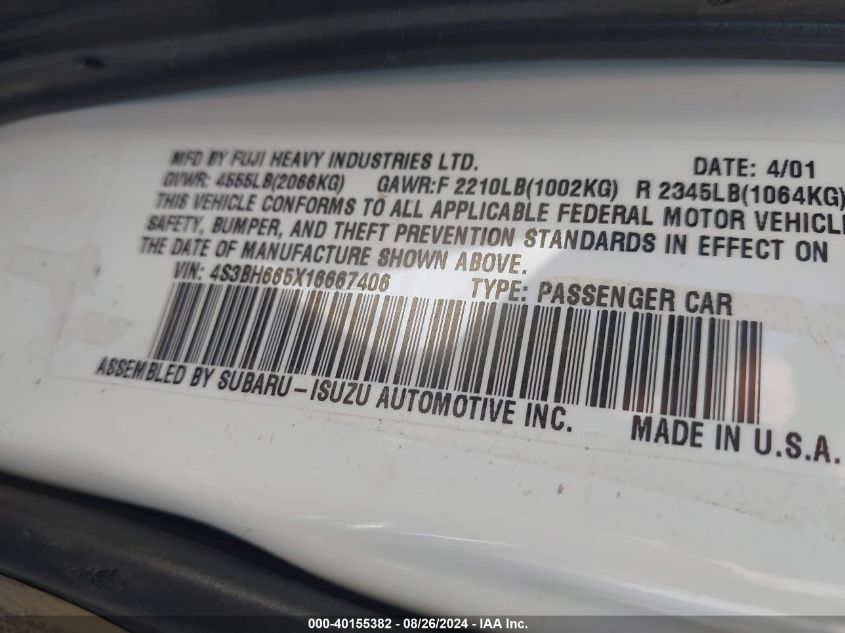 MFD BY FUJI HEAVY INDUSTRIES LTD. DATE: 4/01
GVWR: 4555LB(2066KG) GAWR:F 2210LB(1002KG) R 2345LB(1064KG)
THIS VEHICLE CONFORMS TO ALL APPLICABLE FEDERAL MOTOR VEHICLE
SAFETY, BUMPER, AND THEFT PREVENTION STANDARDS IN EFFECT ON
THE DATE OF MANUFACTURE SHOWN ABOVE.
VIN: 4S3BH665X16667406 TYPE: PASSENGER CAR
ASSEMBLED BY SUBARU-ISUZU AUTOMOTIVE INC. MADE IN U.S.A.
000-40155382 - 08/26/2024 - IAA Inc.